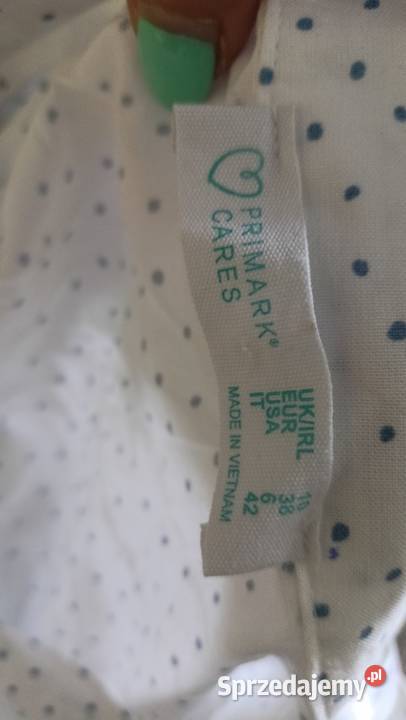 PRIMARK®
CARES
UK/IRL 10
EUR 38
USA 6
IT 42
MADE IN VIETNAM
Sprzedajemy.pl